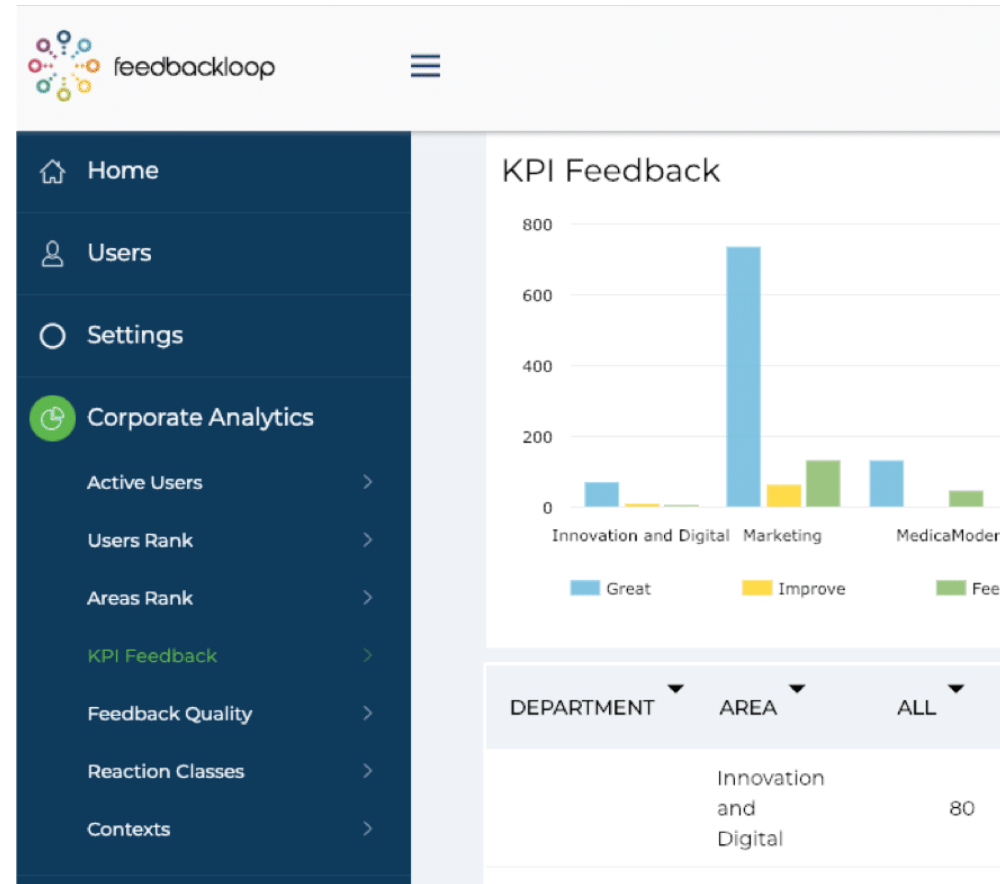 feedbackloop
Home
Users
Settings
Corporate Analytics
Active Users
Users Rank
Areas Rank
KPI Feedback
Feedback Quality
Reaction Classes
Contexts
KPI Feedback
800
600
400
200
0
Innovation and Digital Marketing MedicaModer
Great Improve Fee
DEPARTMENT AREA ALL
Innovation
and 80
Digital